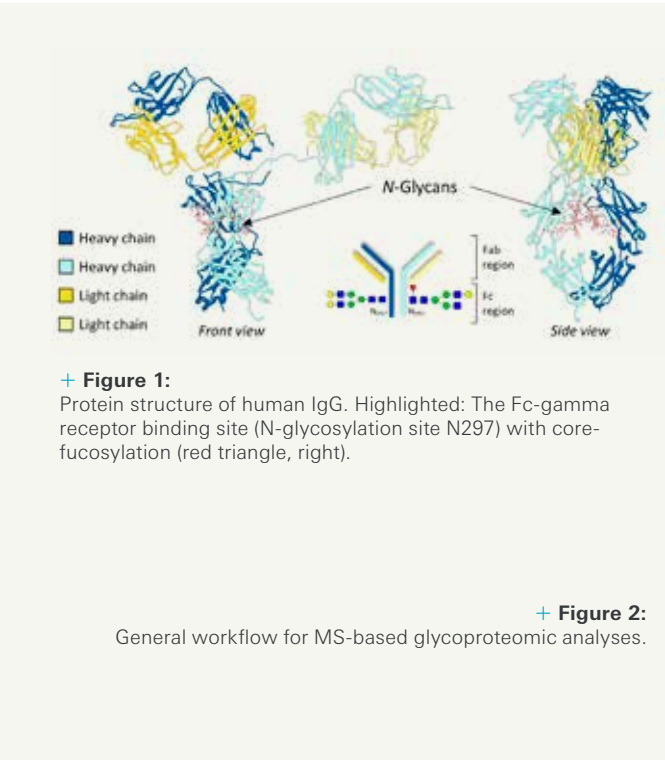 N-Glycans
Heavy chain
Heavy chain
Light chain
Light chain
Fab
region
Fc
region
Front view
Side view
+ Figure 1:
Protein structure of human IgG. Highlighted: The Fc-gamma
receptor binding site (N-glycosylation site N297) with core-
fucosylation (red triangle, right).
+ Figure 2:
General workflow for MS-based glycoproteomic analyses.